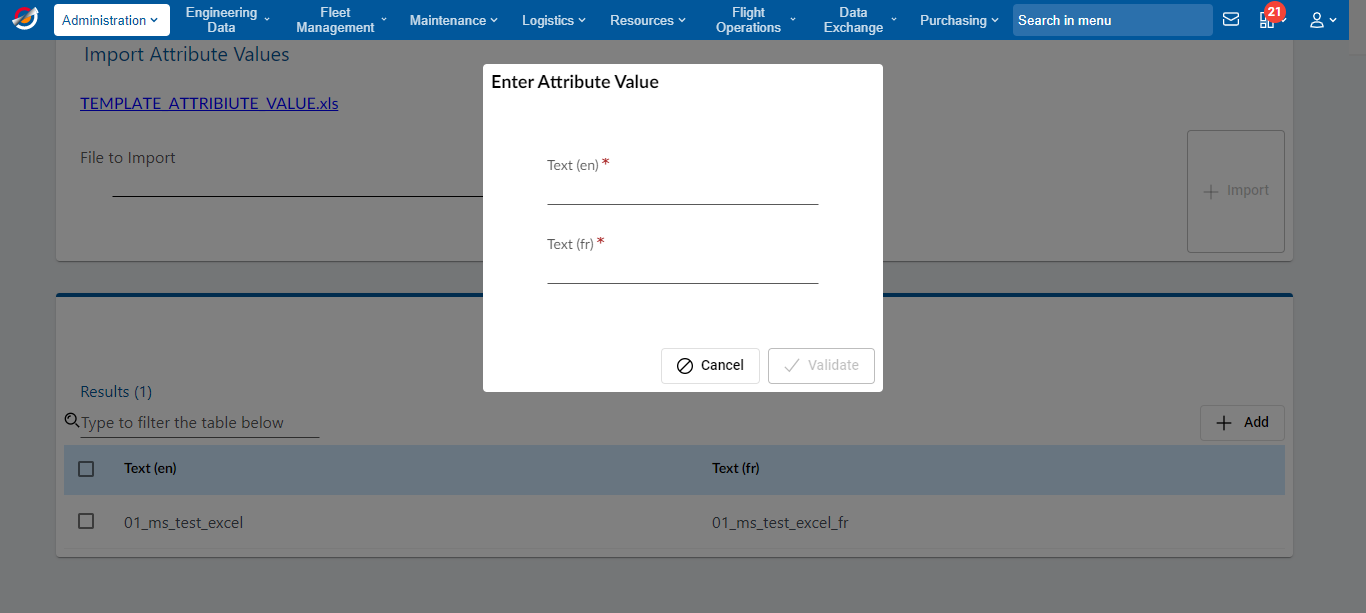 Administration
Engineering
Data
Fleet
Management
Maintenance
Logistics
Resources
Flight
Operations
Data
Exchange
Purchasing
Search in menu
21
Import Attribute Values
TEMPLATE_ATTRIBIUTE_VALUE.xls
File to Import
Import
Enter Attribute Value
Text (en) *
Text (fr) *
Cancel
Validate
Results (1)
Type to filter the table below
Add
Text (en)
Text (fr)
01_ms_test_excel
01_ms_test_excel_fr